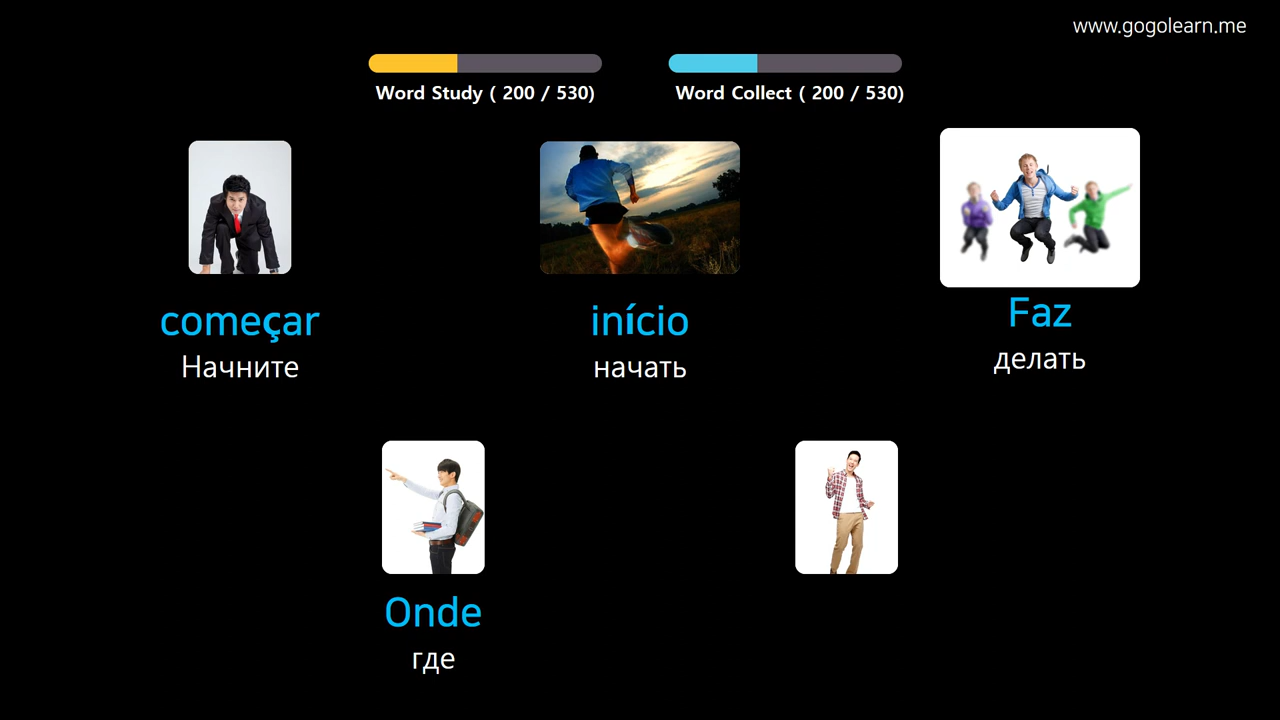 www.gogolearn.me
Word Study ( 200 / 530)
Word Collect ( 200 / 530)
começar
Начните
início
начать
Faz
делать
Onde
где